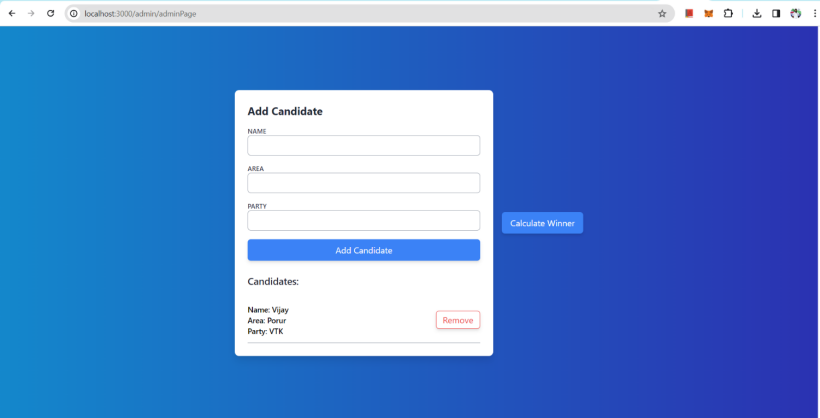 localhost:3000/admin/adminPage
Add Candidate
NAME
AREA
PARTY
Calculate Winner
Add Candidate
Candidates:
Name: Vijay
Area: Porur
Remove
Party: VTK